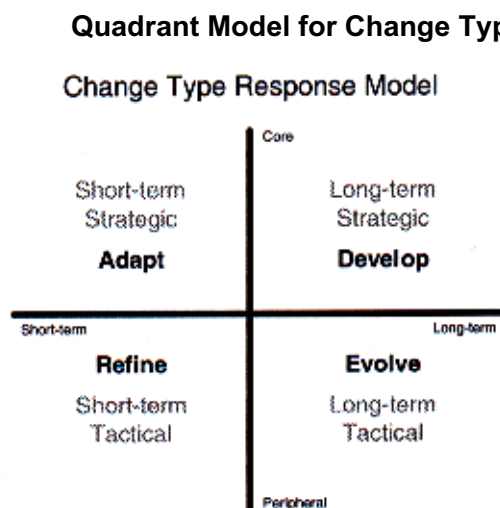 Quadrant Model for Change Typ
Change Type Response Model
Core
Short-term
Strategic
Adapt
Long-term
Strategic
Develop
Short-term
Long-term
Refine
Short-term
Tactical
Evolve
Long-term
Tactical
Peripheral